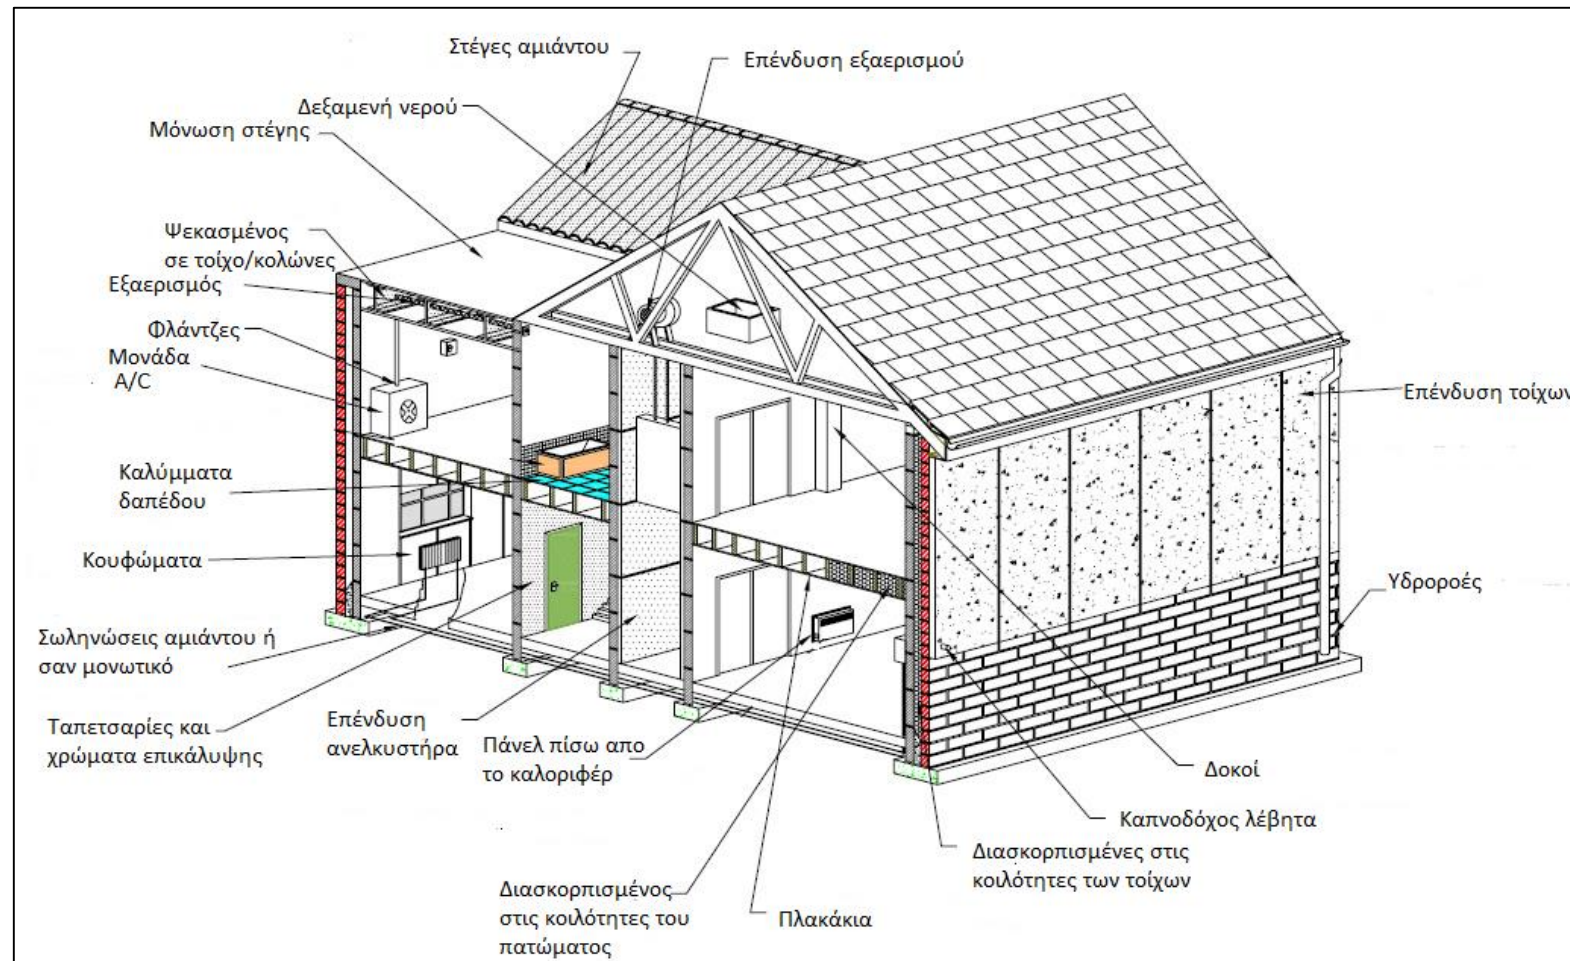 Στέγες αμιάντου
Επένδυση εξαερισμού
Δεξαμενή νερού
Μόνωση στέγης
Ψεκασμένος
σε τοίχο/κολώνες
Εξαερισμός
Φλάντζες
Μονάδα
A/C
Επένδυση τοίχων
Καλύμματα
δαπέδου
Κουφώματα
Υδροροές
Σωληνώσεις αμιάντου ή
σαν μονωτικό
Ταπετσαρίες και
χρώματα επικάλυψης
Επένδυση
ανελκυστήρα
Πάνελ πίσω απο
το καλοριφέρ
Δοκοί
Καπνοδόχος λέβητα
Διασκορπισμένες στις
κοιλότητες των τοίχων
Διασκορπισμένος
στις κοιλότητες του
πατώματος
Πλακάκια